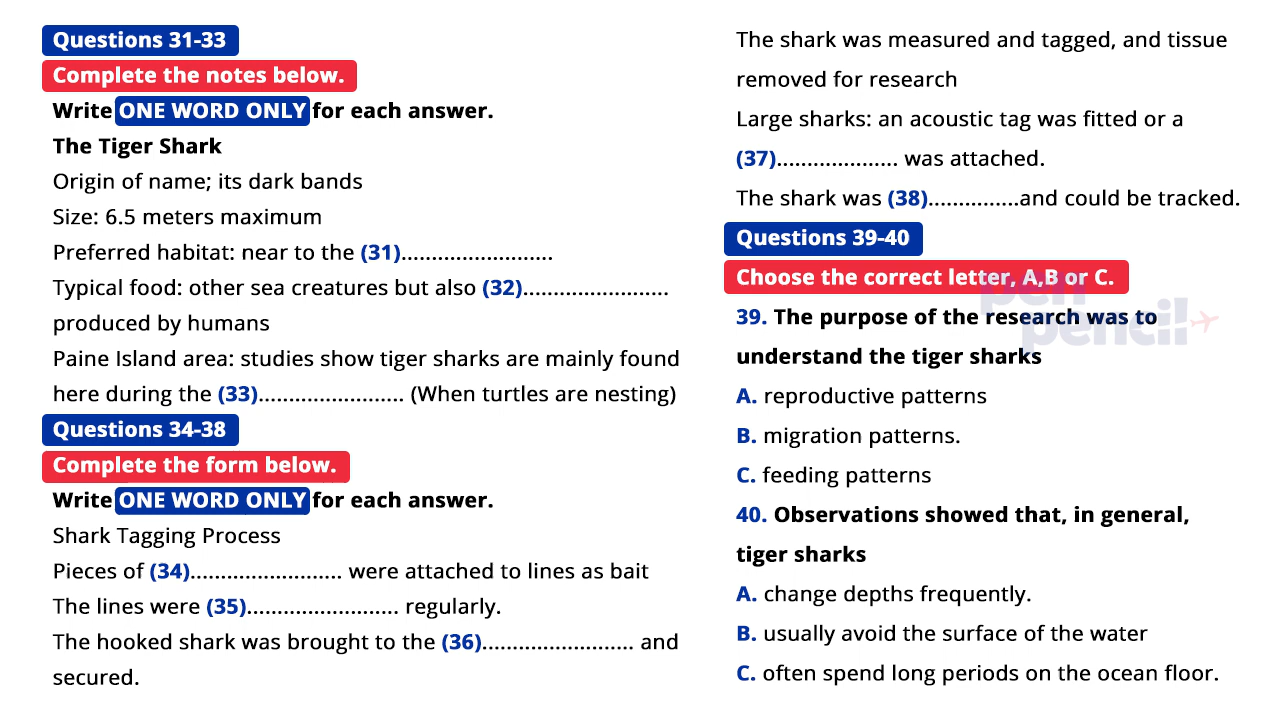 Questions 31-33
Complete the notes below.
Write ONE WORD ONLY for each answer.
The Tiger Shark
Origin of name; its dark bands
Size: 6.5 meters maximum
Preferred habitat: near to the (31).........................
Typical food: other sea creatures but also (32)........................
produced by humans
Paine Island area: studies show tiger sharks are mainly found
here during the (33)........................ (When turtles are nesting)
Questions 34-38
Complete the form below.
Write ONE WORD ONLY for each answer.
Shark Tagging Process
Pieces of (34)......................... were attached to lines as bait
The lines were (35)......................... regularly.
The hooked shark was brought to the (36)......................... and
secured.
The shark was measured and tagged, and tissue
removed for research
Large sharks: an acoustic tag was fitted or a
(37).................... was attached.
The shark was (38)...............and could be tracked.
Questions 39-40
Choose the correct letter, A,B or C.
39. The purpose of the research was to
understand the tiger sharks
A. reproductive patterns
B. migration patterns.
C. feeding patterns
40. Observations showed that, in general,
tiger sharks
A. change depths frequently.
B. usually avoid the surface of the water
C. often spend long periods on the ocean floor.
pen
pencil